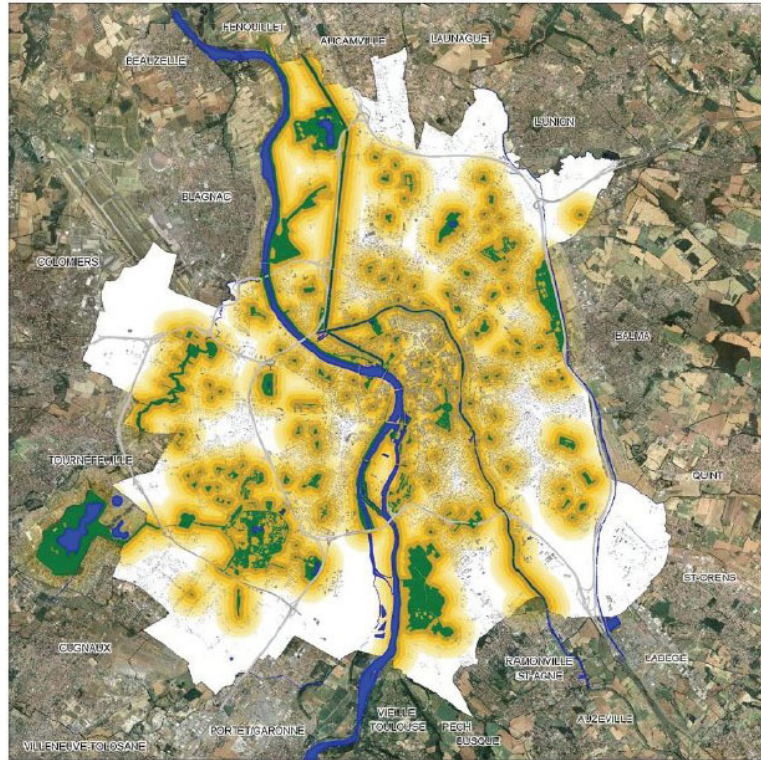 FENOUILLET
AUCAMVILLE
LAUNAGUET
BEAUZELLE
L'UNION
BLAGNAC
COLOMIERS
BALMA
TOURNEFEUILLE
QUINT
ST-ORENS
CUGNAUX
LABEGE
RAMONVILLE
ST-AGNE
VIEILLE
TOULOUSE
PECH
BUSQUE
AUZEVILLE
PORTET/GARONNE
VILLENEUVE-TOLOSANE